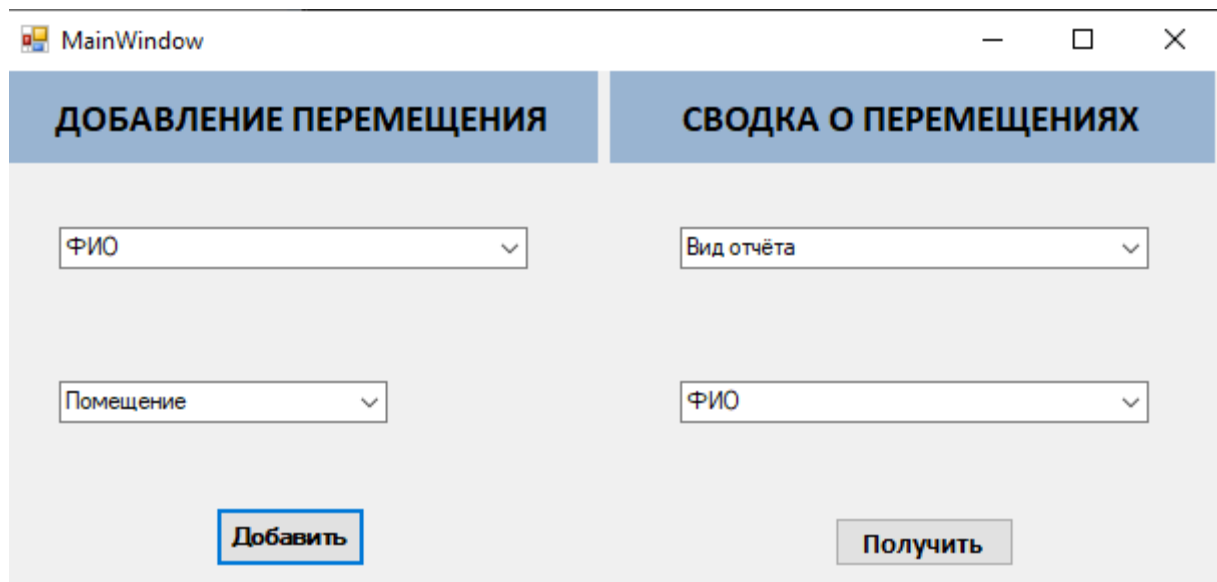 MainWindow
ДОБАВЛЕНИЕ ПЕРЕМЕЩЕНИЯ
СВОДКА О ПЕРЕМЕЩЕНИЯХ
ФИО
Вид отчёта
Помещение
ФИО
Добавить
Получить